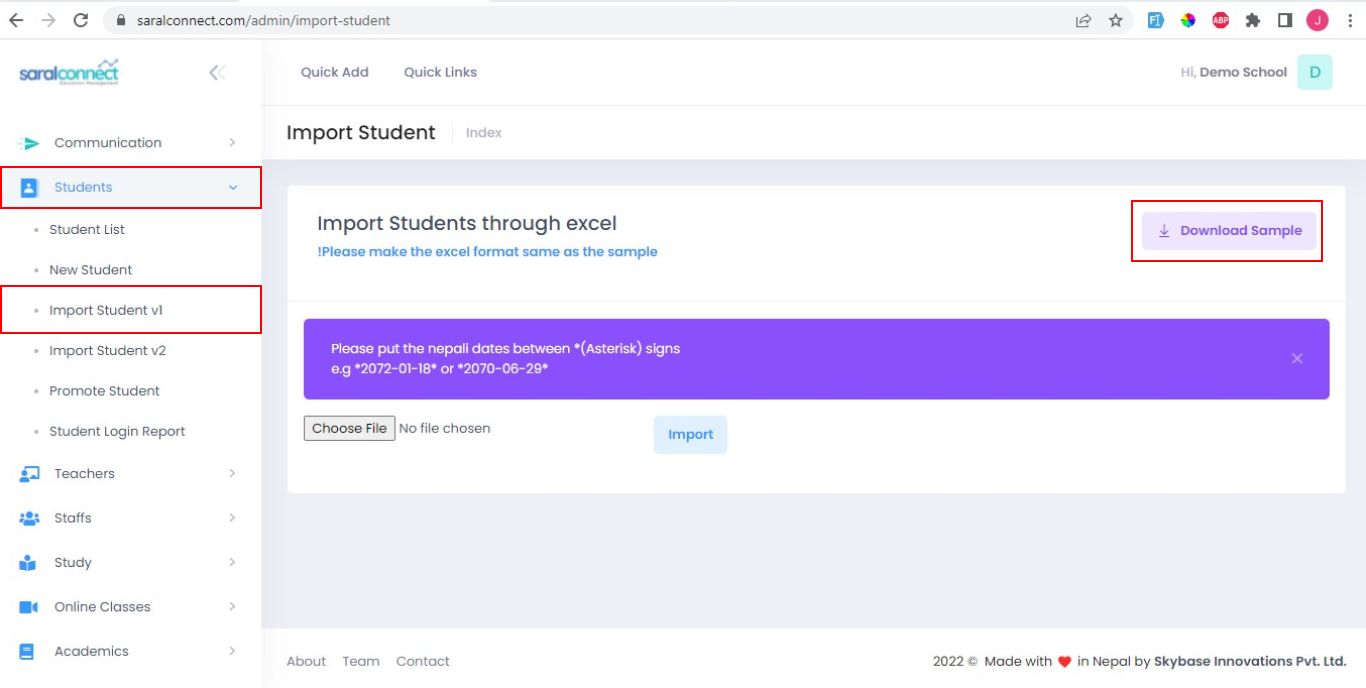 saralconnect.com/admin/import-student
J
saralconnect
Education Management
Quick Add
Quick Links
Hi, Demo School
D
Import Student
Index
Communication
Students
Student List
New Student
Import Student v1
Import Student v2
Promote Student
Student Login Report
Teachers
Staffs
Study
Online Classes
Academics
Import Students through excel
!Please make the excel format same as the sample
Download Sample
Please put the nepali dates between *(Asterisk) signs
e.g *2072-01-18* or *2070-06-29*
Choose File No file chosen
Import
About
Team
Contact
2022 © Made with ❤ in Nepal by Skybase Innovations Pvt. Ltd.
ABP